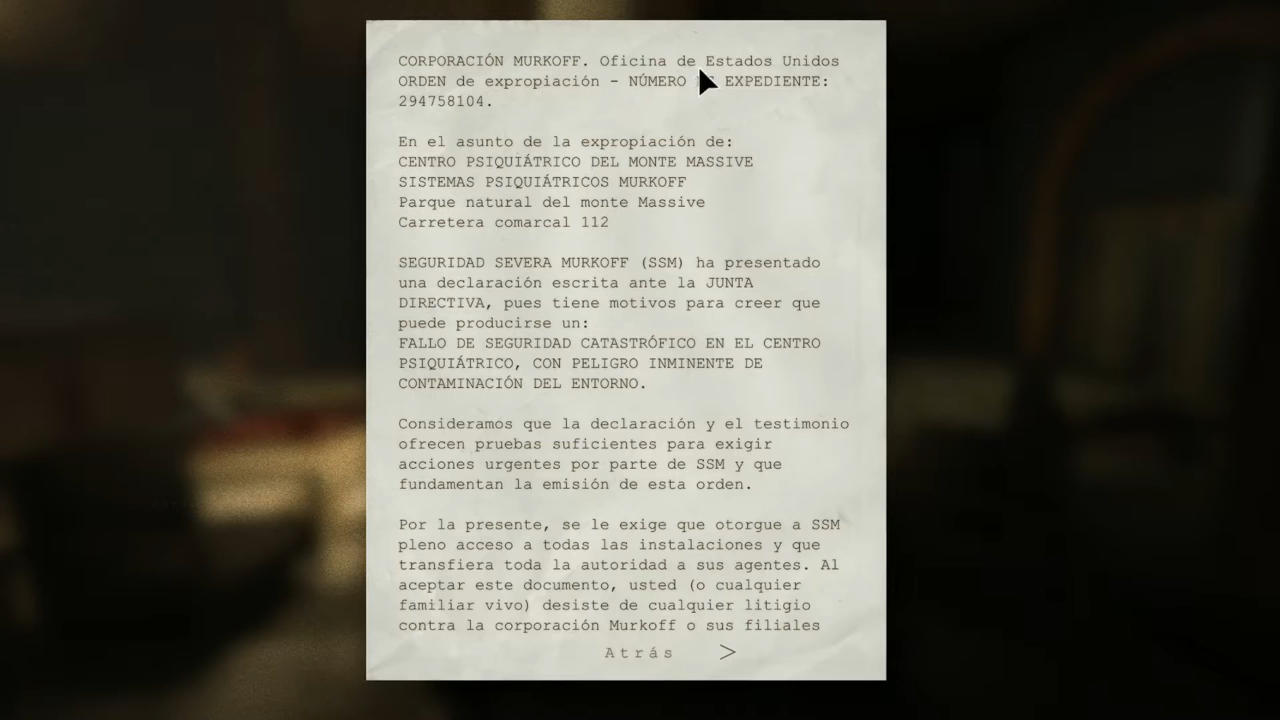 CORPORACIÓN MURKOFF. Oficina de Estados Unidos
ORDEN de expropiación - NÚMERO EXPEDIENTE:
294758104.
En el asunto de la expropiación de:
CENTRO PSIQUIÁTRICO DEL MONTE MASSIVE
SISTEMAS PSIQUIÁTRICOS MURKOFF
Parque natural del monte Massive
Carretera comarcal 112
SEGURIDAD SEVERA MURKOFF (SSM) ha presentado
una declaración escrita ante la JUNTA
DIRECTIVA, pues tiene motivos para creer que
puede producirse un:
FALLO DE SEGURIDAD CATASTRÓFICO EN EL CENTRO
PSIQUIÁTRICO, CON PELIGRO INMINENTE DE
CONTAMINACIÓN DEL ENTORNO.
Consideramos que la declaración y el testimonio
ofrecen pruebas suficientes para exigir
acciones urgentes por parte de SSM y que
fundamentan la emisión de esta orden.
Por la presente, se le exige que otorgue a SSM
pleno acceso a todas las instalaciones y que
transfiera toda la autoridad a sus agentes. Al
aceptar este documento, usted (o cualquier
familiar vivo) desiste de cualquier litigio
contra la corporación Murkoff o sus filiales
Atrás >